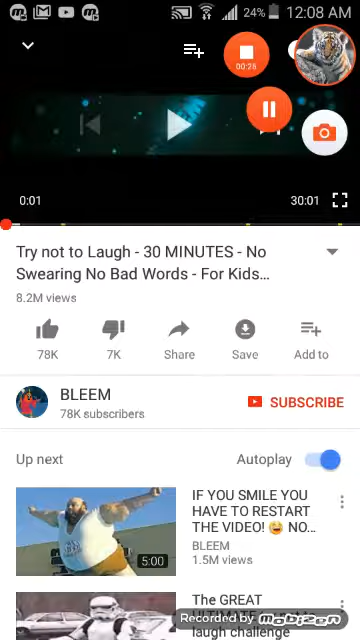 24% 12:08 AM
00:26
0:01
30:01
Try not to Laugh - 30 MINUTES - No
Swearing No Bad Words - For Kids...
8.2M views
78K
7K
Share
Save
Add to
BLEEM
78K subscribers
SUBSCRIBE
Up next
Autoplay
IF YOU SMILE YOU
HAVE TO RESTART
THE VIDEO! 😄 NO...
BLEEM
1.5M views
5:00
The GREAT
ULTIMATE
laugh challenge
Recorded by mobizen